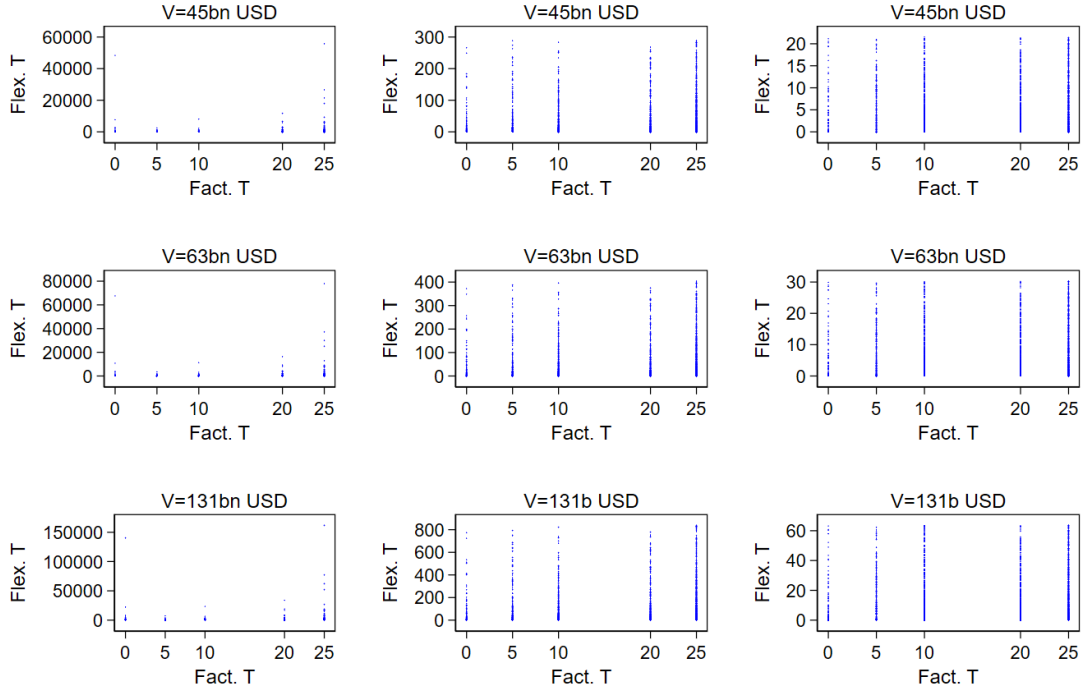 V=45bn USD V=45bn USD V=45bn USD
60000 300 20
40000 200 15
20000 100 10
5
0 0 0
Flex. T Flex. T Flex. T
0 5 10 20 25 0 5 10 20 25 0 5 10 20 25
Fact. T Fact. T Fact. T
V=63bn USD V=63bn USD V=63bn USD
80000 400 30
60000 300
40000 200 20
20000 100 10
0 0 0
Flex. T Flex. T Flex. T
0 5 10 20 25 0 5 10 20 25 0 5 10 20 25
Fact. T Fact. T Fact. T
V=131bn USD V=131b USD V=131b USD
150000 800 60
100000 600 40
50000 400 20
200
0 0 0
Flex. T Flex. T Flex. T
0 5 10 20 25 0 5 10 20 25 0 5 10 20 25
Fact. T Fact. T Fact. T